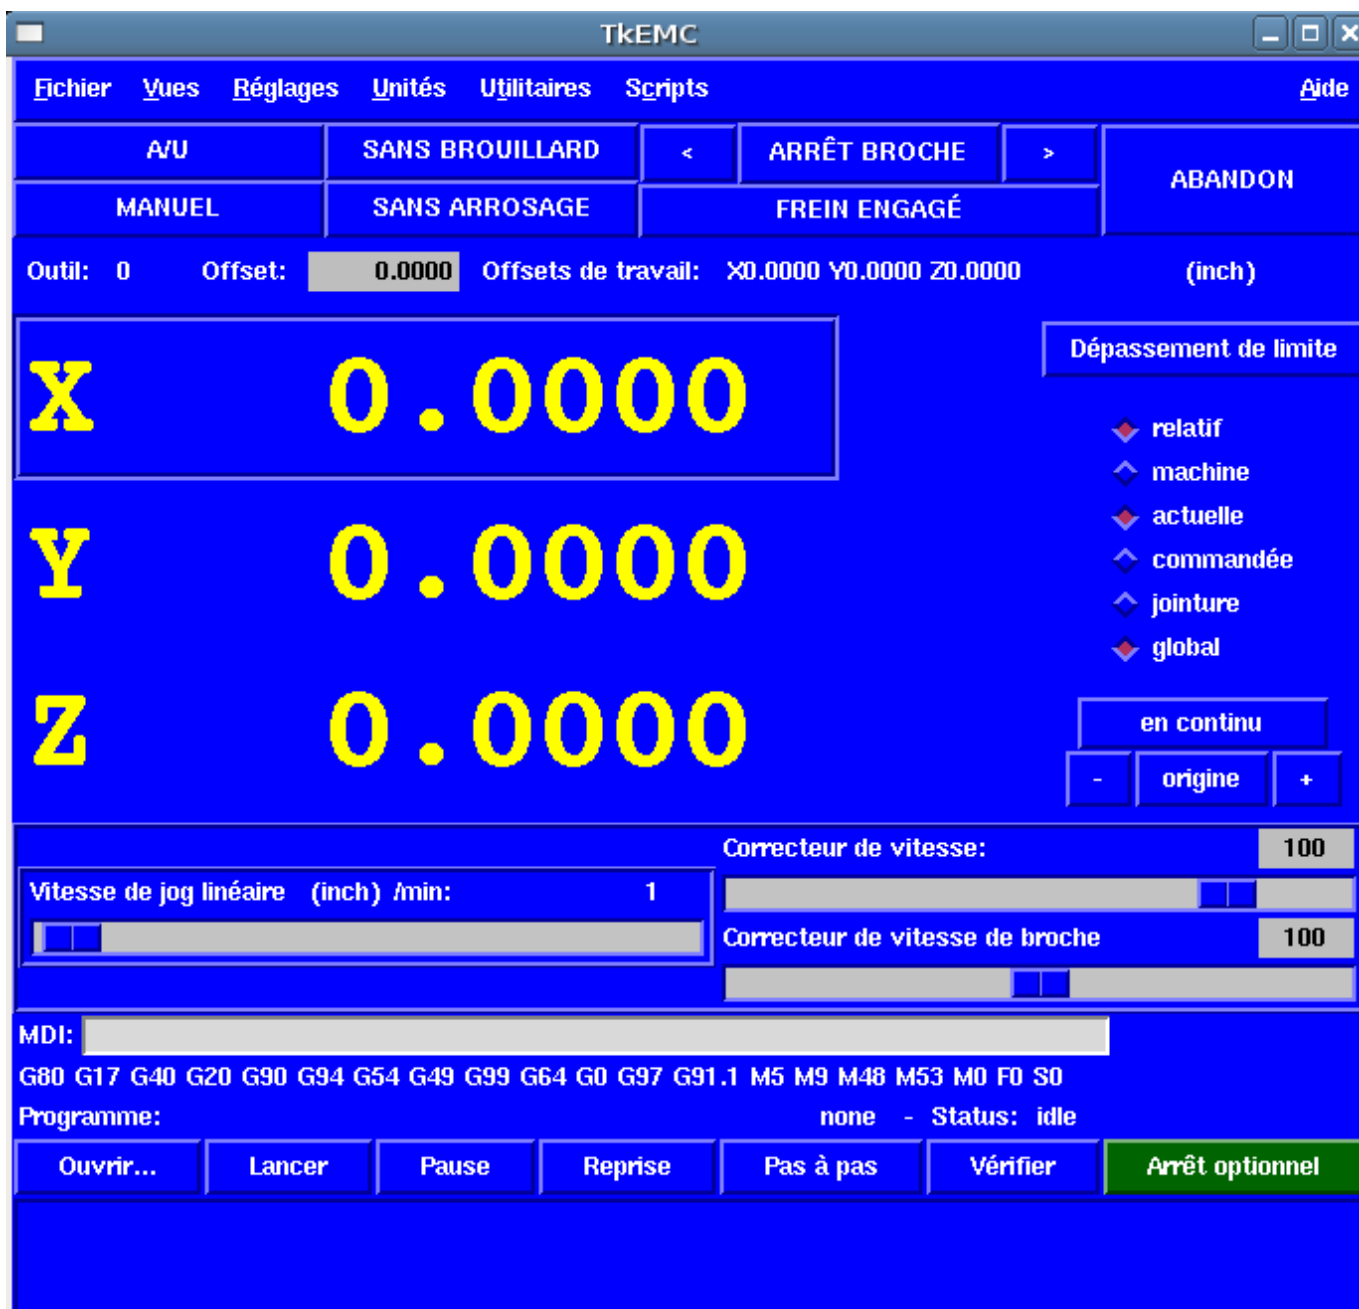 TkEMC
Fichier Vues Réglages Unités Utilitaires Scripts Aide
A/U SANS BROUILLARD < ARRÊT BROCHE > ABANDON
MANUEL SANS ARROSAGE FREIN ENGAGÉ
Outil: 0 Offset: 0.0000 Offsets de travail: X0.0000 Y0.0000 Z0.0000 (inch)
Dépassement de limite
X 0.0000
relatif
machine
actuelle
Y 0.0000
commandée
jointure
global
Z 0.0000
en continu
- origine +
Correcteur de vitesse: 100
Vitesse de jog linéaire (inch) /min: 1
Correcteur de vitesse de broche 100
MDI:
G80 G17 G40 G20 G90 G94 G54 G49 G99 G64 G0 G97 G91.1 M5 M9 M48 M53 M0 F0 S0
Programme: none - Status: idle
Ouvrir... Lancer Pause Reprise Pas à pas Vérifier Arrêt optionnel